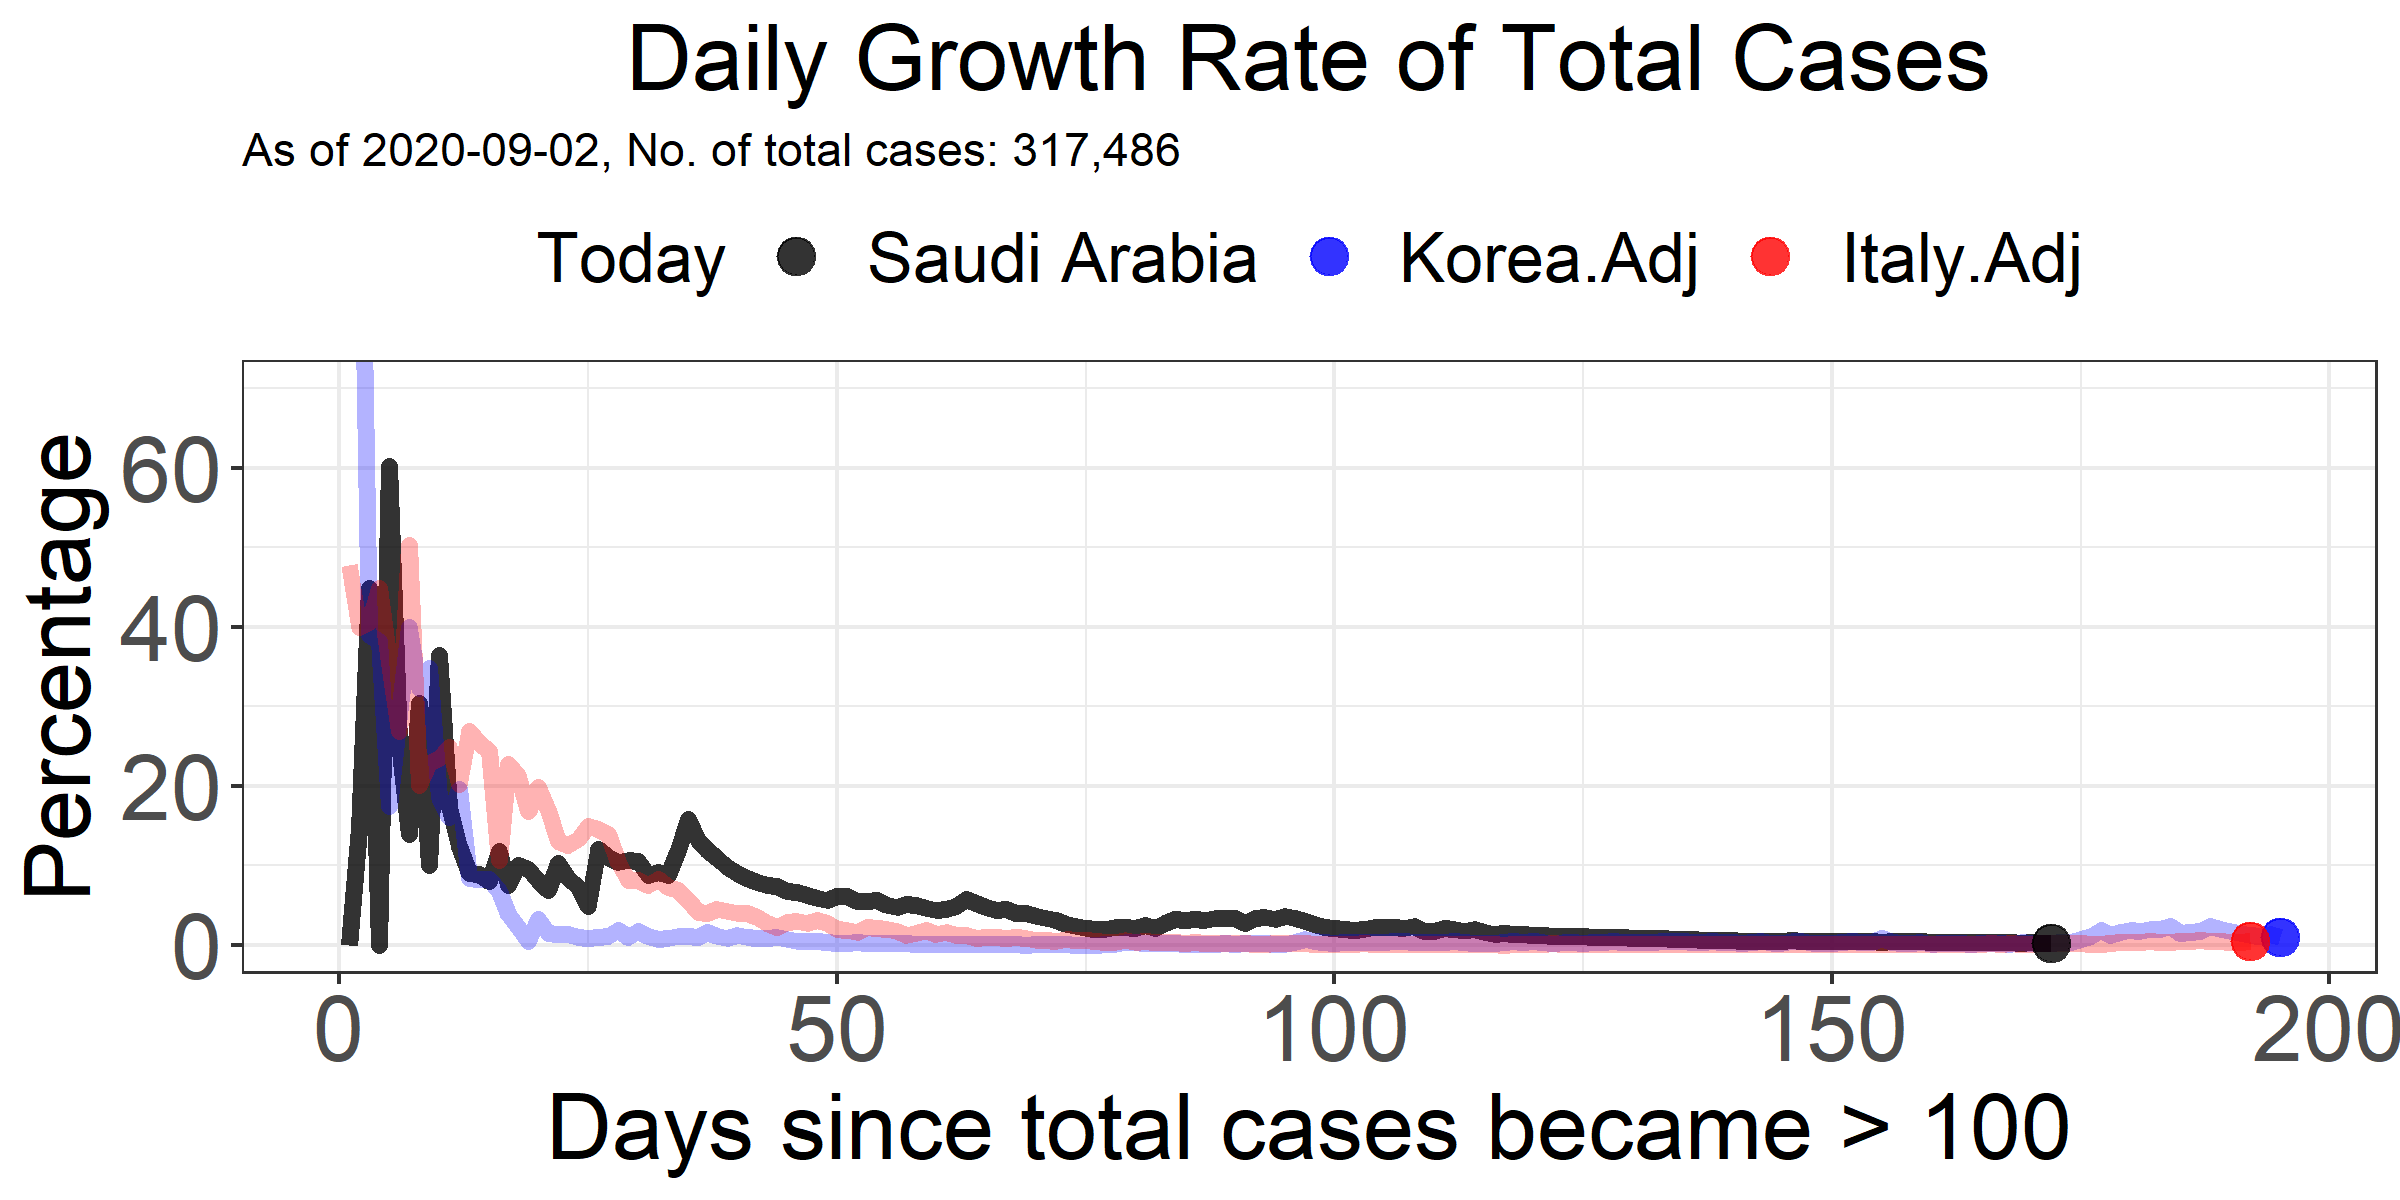 Daily Growth Rate of Total Cases
As of 2020-09-02, No. of total cases: 317,486
Today Saudi Arabia Korea.Adj Italy.Adj
Percentage
60
40
20
0
0 50 100 150 200
Days since total cases became > 100